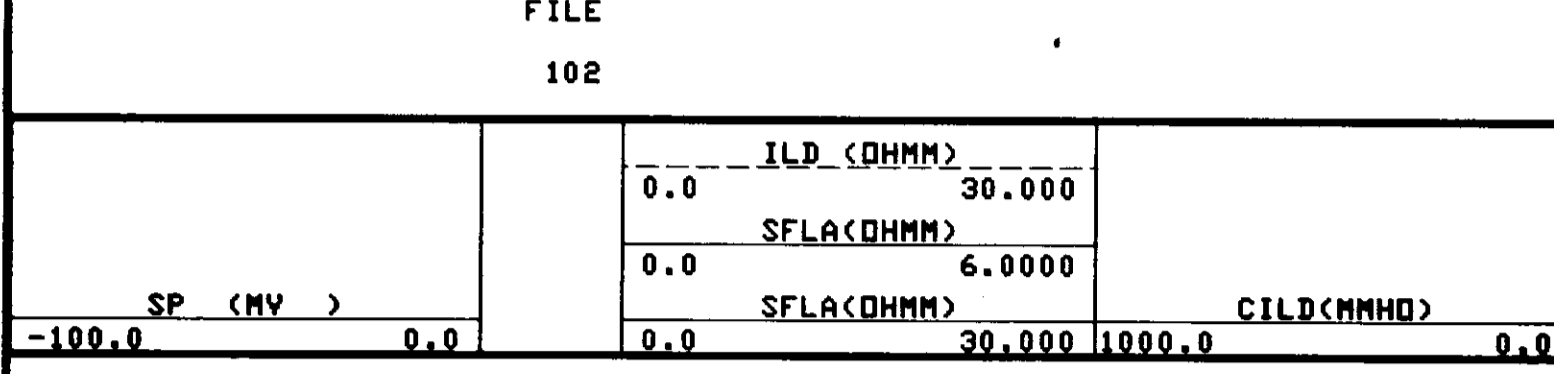 FILE
102
ILD (OHMM)
0.0 30.000
SFLA(OHMM)
0.0 6.0000
SP (MV ) SFLA(OHMM) CILD(MMHO)
-100.0 0.0 0.0 30.000 1000.0 0.0